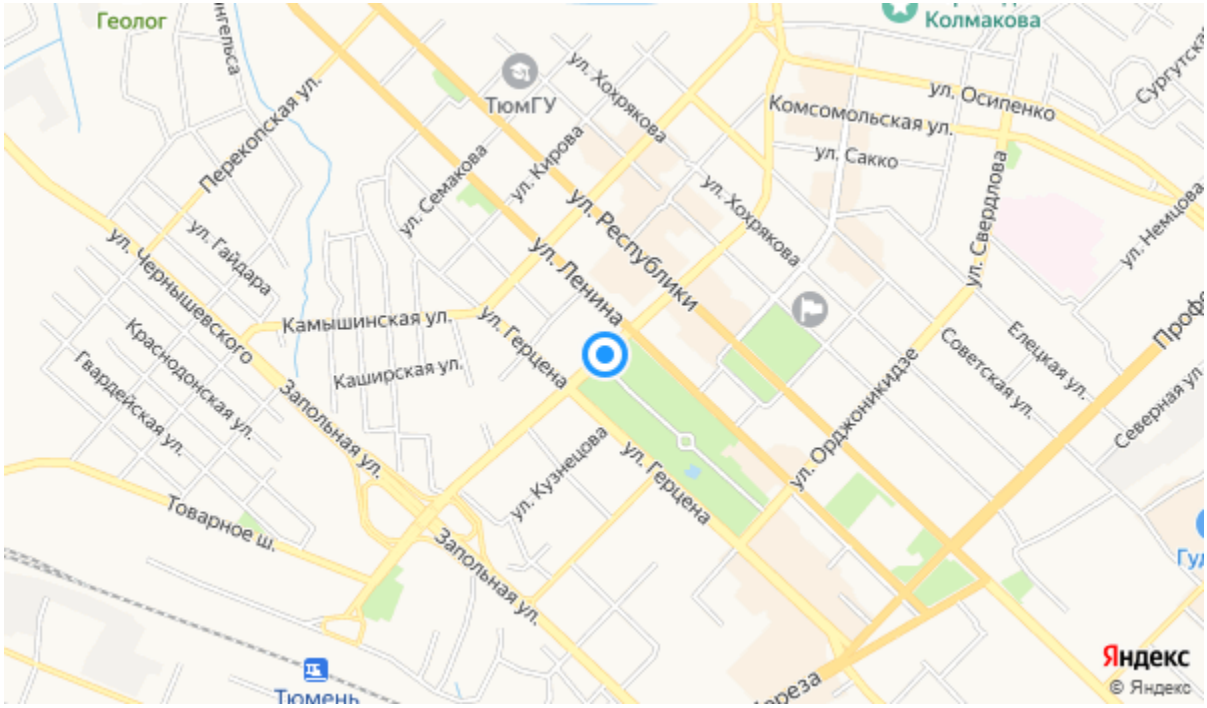 Геолог
Колмакова
ТюмГУ
ул. Хохрякова
ул. Осипенко
Сургутская
Комсомольская ул.
ул. Сакко
Перекопская ул.
ул. Семакова
ул. Кирова
ул. Хохрякова
ул. Республики
ул. Свердлова
ул. Немцова
ул. Гайдара
ул. Чернышевского
ул. Ленина
Камышинская ул.
ул. Герцена
Каширская ул.
Краснодонская ул.
Гвардейская ул.
Запольная ул.
ул. Орджоникидзе
Советская ул.
Елецкая ул.
Северная ул.
ул. Кузнецова
ул. Герцена
Товарное ш.
Запольная ул.
Тюмень
Яндекс
© Яндекс